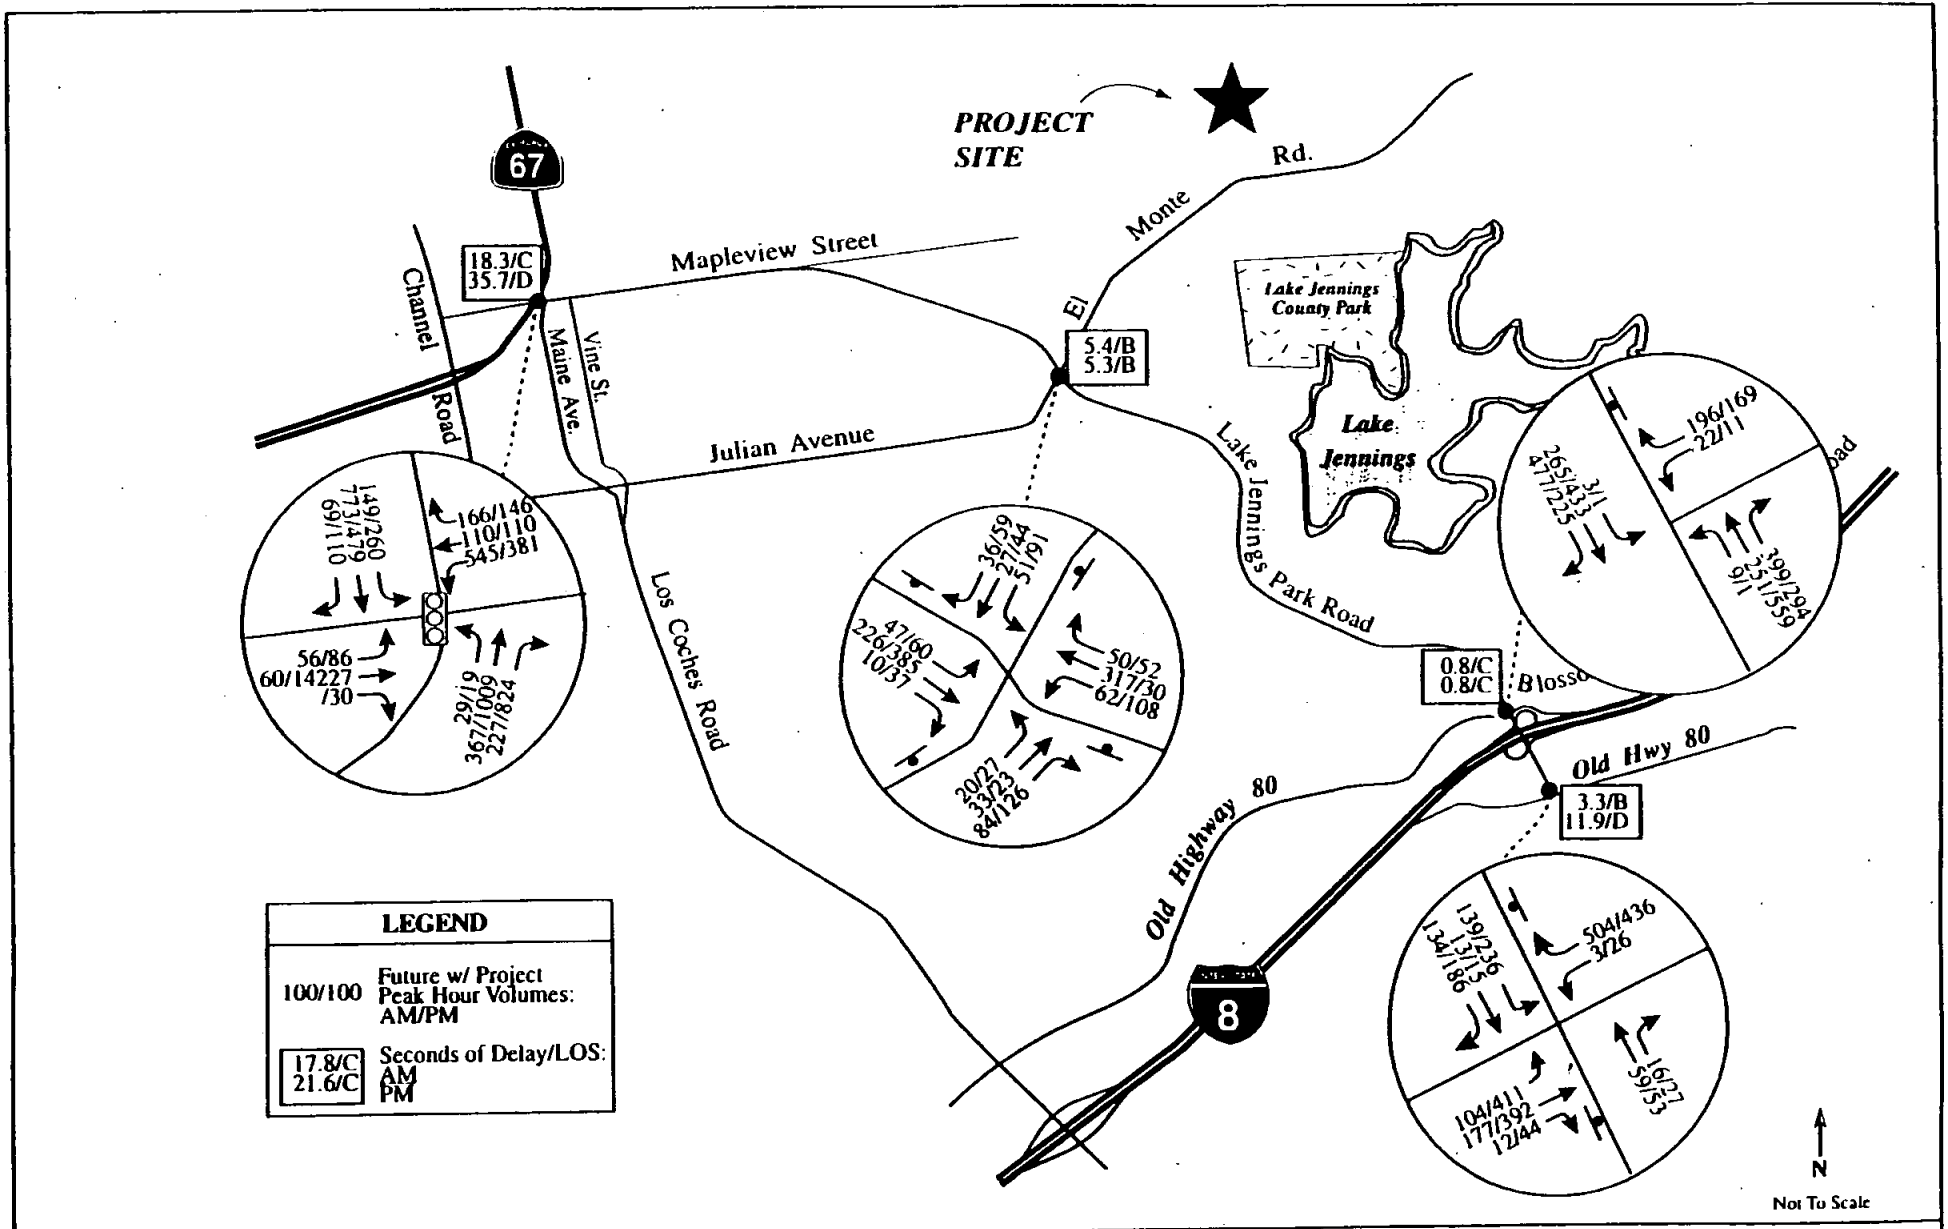 PROJECT
SITE
67
Rd.
Monte
El
18.3/C
35.7/D
Mapleview Street
Channel
Road
Maine Ave.
Vine St.
5.4/B
5.3/B
Lake Jennings
County Park
Lake
Jennings
Julian Avenue
Lake Jennings Park Road
Los Coches Road
149/260
773/479
69/110
166/146
110/110
545/381
56/86
60/14227
/30
29/19
367/1009
227/824
36/59
27/44
51/91
47/60
226/385
10/37
50/52
317/30
62/108
20/27
33/23
84/126
196/169
22/11
3/1
265/433
477/225
399/294
251/559
9/1
oad
0.8/C
0.8/C
Blosso
Old Hwy 80
3.3/B
11.9/D
Old Highway 80
8
139/236
13/15
134/186
504/436
3/26
104/411
177/392
12/44
16/27
59/53
LEGEND
100/100
Future w/ Project
Peak Hour Volumes:
AM/PM
17.8/C
21.6/C
Seconds of Delay/LOS:
AM
PM
N
Not To Scale